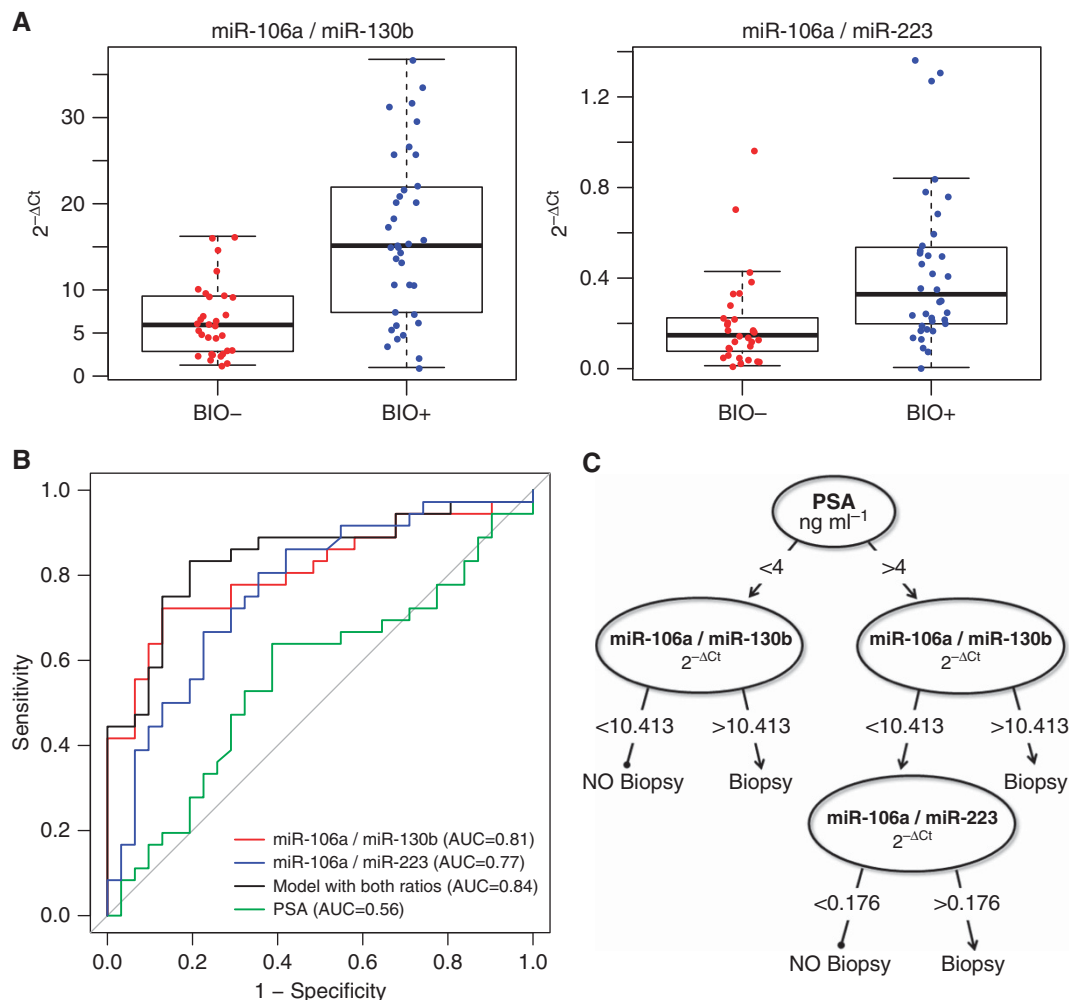 A
miR-106a / miR-130b
2−ΔCt
30
20
10
5
0
BIO−
BIO+
miR-106a / miR-223
2−ΔCt
1.2
0.8
0.4
0.0
BIO−
BIO+
B
Sensitivity
1.0
0.8
0.6
0.4
0.2
0.0
miR-106a / miR-130b (AUC=0.81)
miR-106a / miR-223 (AUC=0.77)
Model with both ratios (AUC=0.84)
PSA (AUC=0.56)
0.0 0.2 0.4 0.6 0.8 1.0
1 − Specificity
C
PSA
ng ml−1
<4 >4
miR-106a / miR-130b
2−ΔCt
miR-106a / miR-130b
2−ΔCt
<10.413 >10.413 <10.413 >10.413
NO Biopsy Biopsy Biopsy
miR-106a / miR-223
2−ΔCt
<0.176 >0.176
NO Biopsy Biopsy